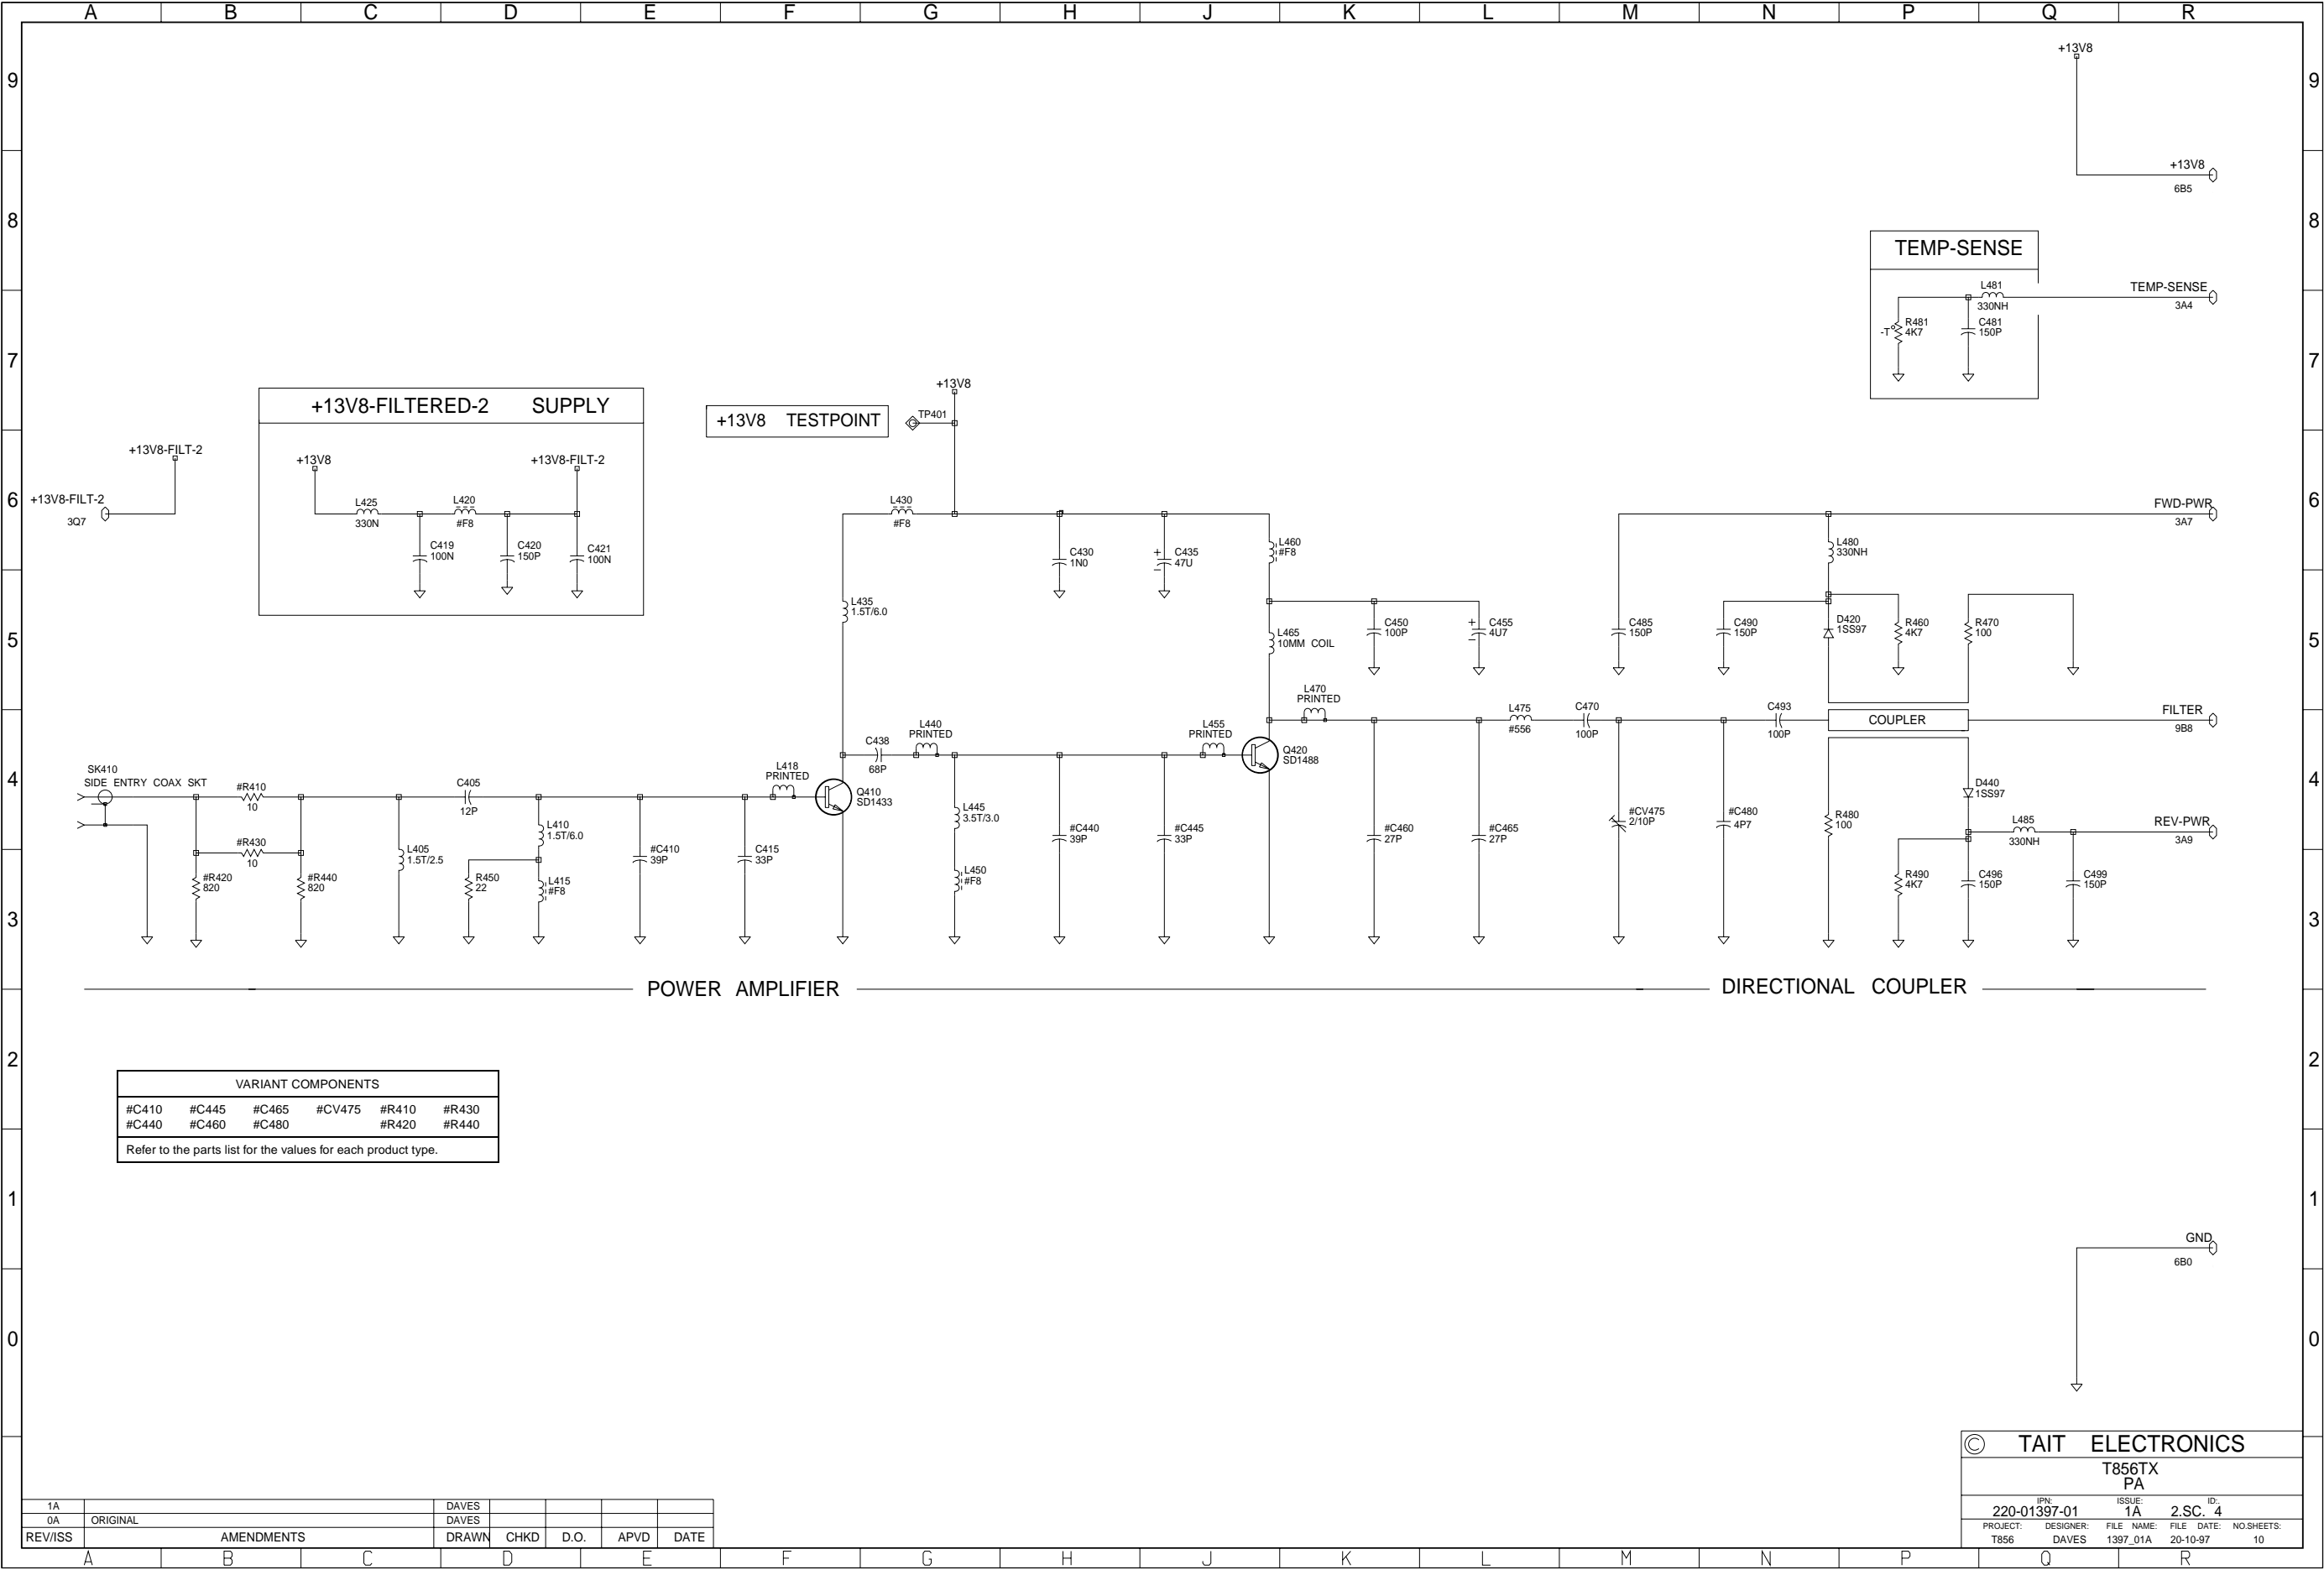 A B C D E F G H J K L M N P Q R
9 9
+13V8
+13V8
6B5
8 8
TEMP-SENSE
L481
330NH
TEMP-SENSE
3A4
-T° R481
4K7
C481
150P
7 7
+13V8-FILTERED-2 SUPPLY
+13V8 TESTPOINT
TP401
+13V8
+13V8-FILT-2
+13V8-FILT-2
3Q7
+13V8
+13V8-FILT-2
L425
330N
L420
#F8
C419
100N
C420
150P
C421
100N
6 6
L430
#F8
C430
1N0
+ C435
− 47U
L460
#F8
FWD-PWR
3A7
L480
330NH
L435
1.5T/6.0
L465
10MM COIL
C450
100P
+ C455
− 4U7
C485
150P
C490
150P
D420
1SS97
R460
4K7
R470
100
5 5
L470
PRINTED
L475
#556
C470
100P
C493
100P
COUPLER
FILTER
9B8
C438
68P
L440
PRINTED
L455
PRINTED
Q420
SD1488
4 4
SK410
SIDE ENTRY COAX SKT
#R410
10
#R430
10
#R420
820
#R440
820
L405
1.5T/2.5
C405
12P
L410
1.5T/6.0
R450
22
L415
#F8
#C410
39P
C415
33P
L418
PRINTED
Q410
SD1433
L445
3.5T/3.0
L450
#F8
#C440
39P
#C445
33P
#C460
27P
#C465
27P
#CV475
2/10P
#C480
4P7
R480
100
D440
1SS97
L485
330NH
REV-PWR
3A9
R490
4K7
C496
150P
C499
150P
3 3
POWER AMPLIFIER
DIRECTIONAL COUPLER
2 2
VARIANT COMPONENTS
#C410 #C445 #C465 #CV475 #R410 #R430
#C440 #C460 #C480 #R420 #R440
Refer to the parts list for the values for each product type.
1 1
GND
6B0
0 0
© TAIT ELECTRONICS
T856TX
PA
IPN: ISSUE: ID:.
220-01397-01 1A 2.SC. 4
PROJECT: DESIGNER: FILE NAME: FILE DATE: NO.SHEETS:
T856 DAVES 1397_01A 20-10-97 10
1A DAVES
0A ORIGINAL DAVES
REV/ISS AMENDMENTS DRAWN CHKD D.O. APVD DATE
A B C D E F G H J K L M N P Q R